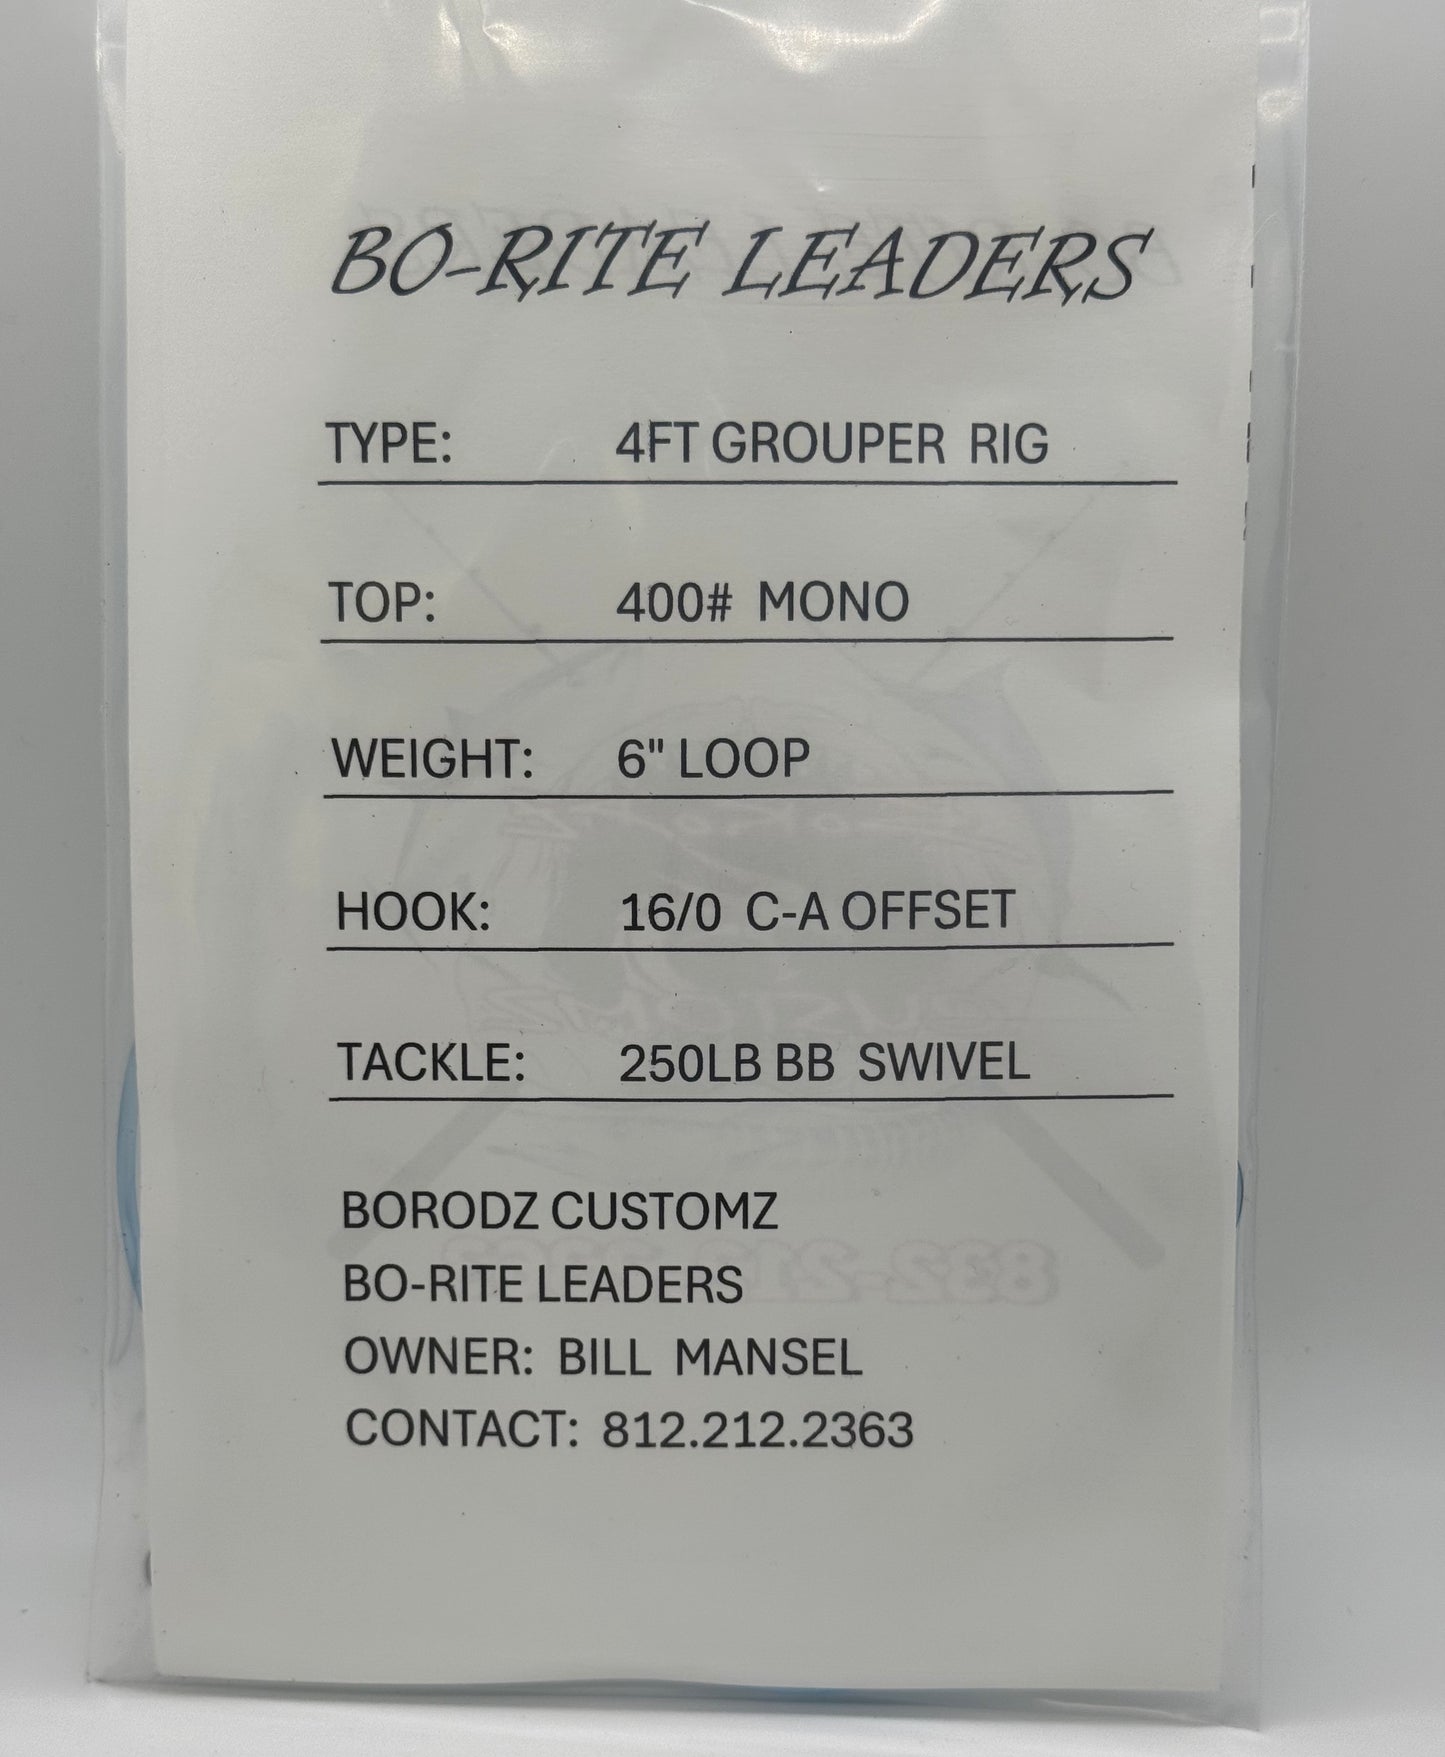 BO-RITE LEADERS
TYPE: 4FT GROUPER RIG
TOP: 400# MONO
WEIGHT: 6" LOOP
HOOK: 16/0 C-A OFFSET
TACKLE: 250LB BB SWIVEL
BORODZ CUSTOMZ
BO-RITE LEADERS
OWNER: BILL MANSEL
CONTACT: 812.212.2363